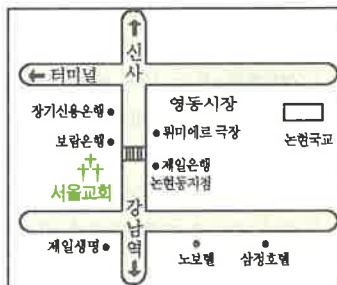 ↑
신사
← 터미널
장기신용은행
영동시장
뤼미에르 극장
논현국교
보람은행
제일은행
논현동지점
서울교회
강남역
↓
제일생명
노보텔
삼정호텔